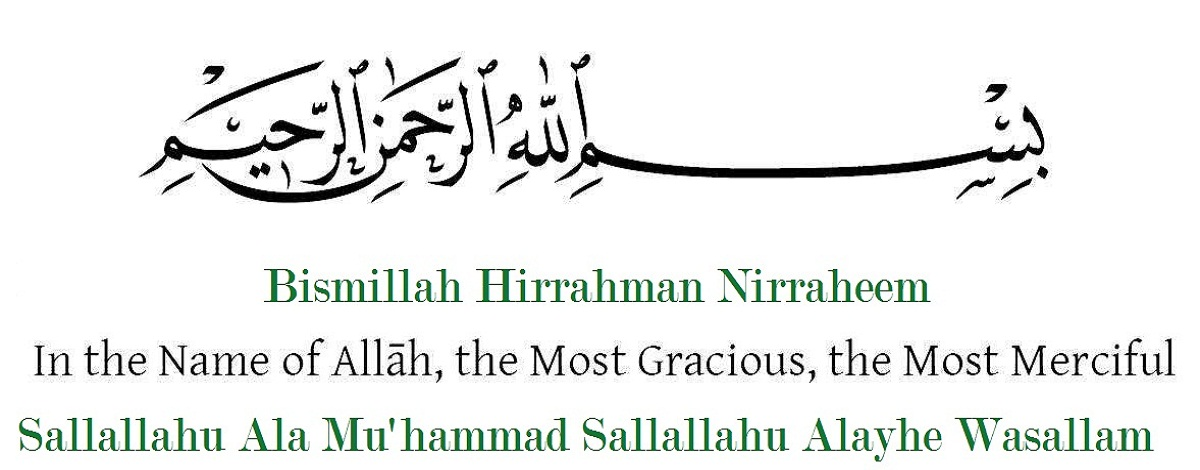 بِسْمِ ٱللَّٰهِ ٱلرَّحْمَٰنِ ٱلرَّحِيمِ
Bismillah Hirrahman Nirraheem
In the Name of Allāh, the Most Gracious, the Most Merciful
Sallallahu Ala Mu'hammad Sallallahu Alayhe Wasallam